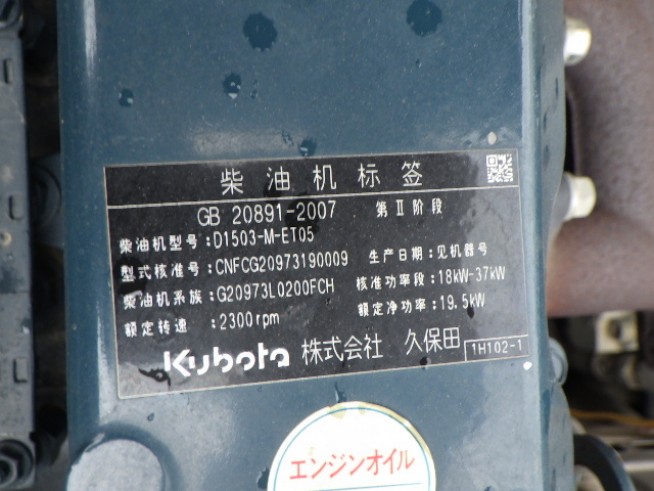 柴油机标签
GB 20891-2007 第Ⅱ阶段
柴油机型号:D1503-M-ET05
型式核准号:CNFCG20973190009 生产日期:见机器号
柴油机系族:G20973L0200FCH 核准功率段:18kW-37kW
额定转速:2300rpm 额定净功率:19.5kW
Kubota 株式会社 久保田 1H102-1
エンジンオイル